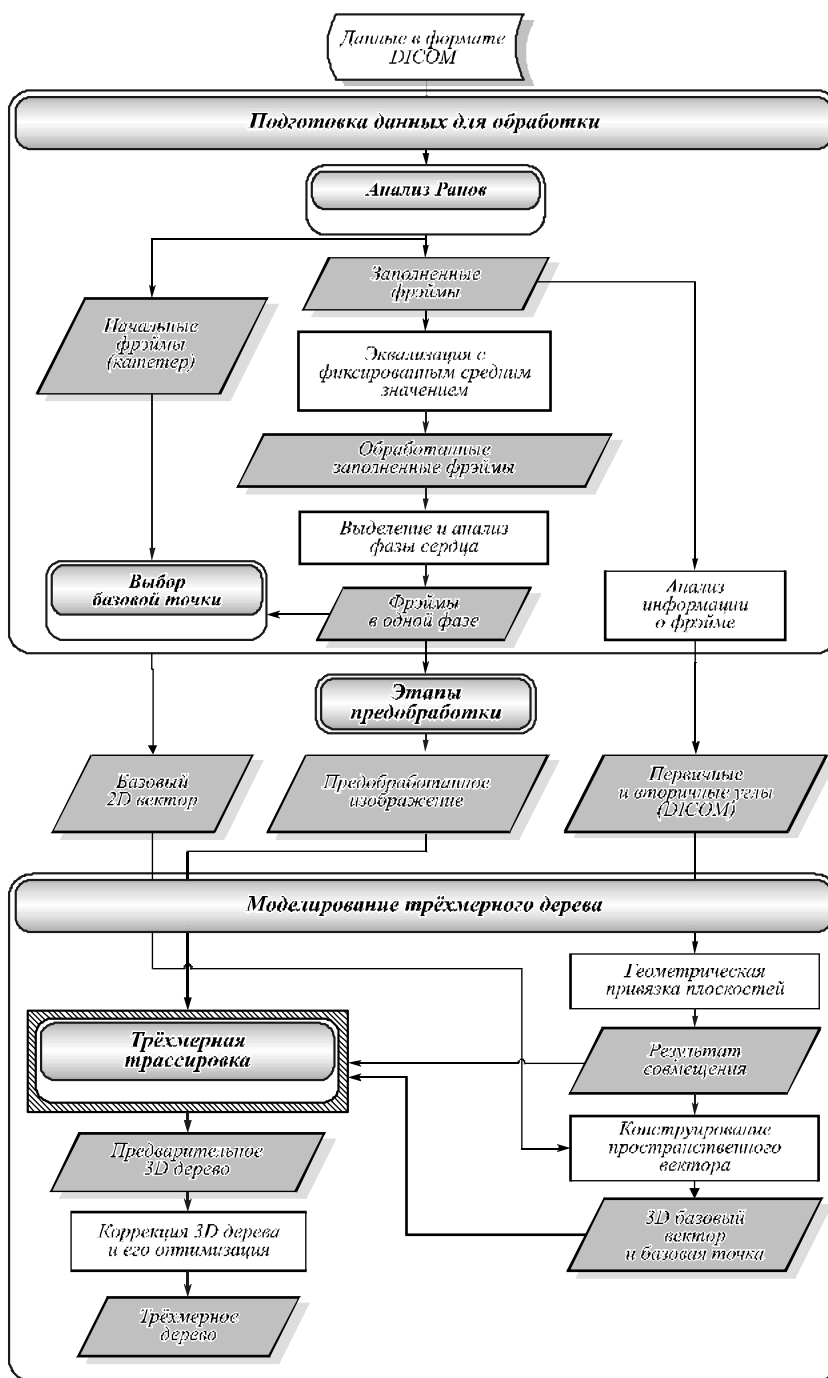 Данные в формате
DICOM
Подготовка данных для обработки
Анализ Ранов
Заполненные
фрэймы
Начальные
фрэймы
(катетер)
Эквализация с
фиксированным средним
значением
Обработанные
заполненные фрэймы
Выделение и анализ
фазы сердца
Выбор
базовой точки
Фрэймы
в одной фазе
Анализ
информации
о фрэйме
Этапы
предобработки
Базовый
2D вектор
Предобработанное
изображение
Первичные
и вторичные углы
(DICOM)
Моделирование трёхмерного дерева
Геометрическая
привязка плоскостей
Трёхмерная
трассировка
Результат
совмещения
Предварительное
3D дерево
Конструирование
пространственного
вектора
Коррекция 3D дерева
и его оптимизация
3D базовый
вектор
и базовая точка
Трёхмерное
дерево